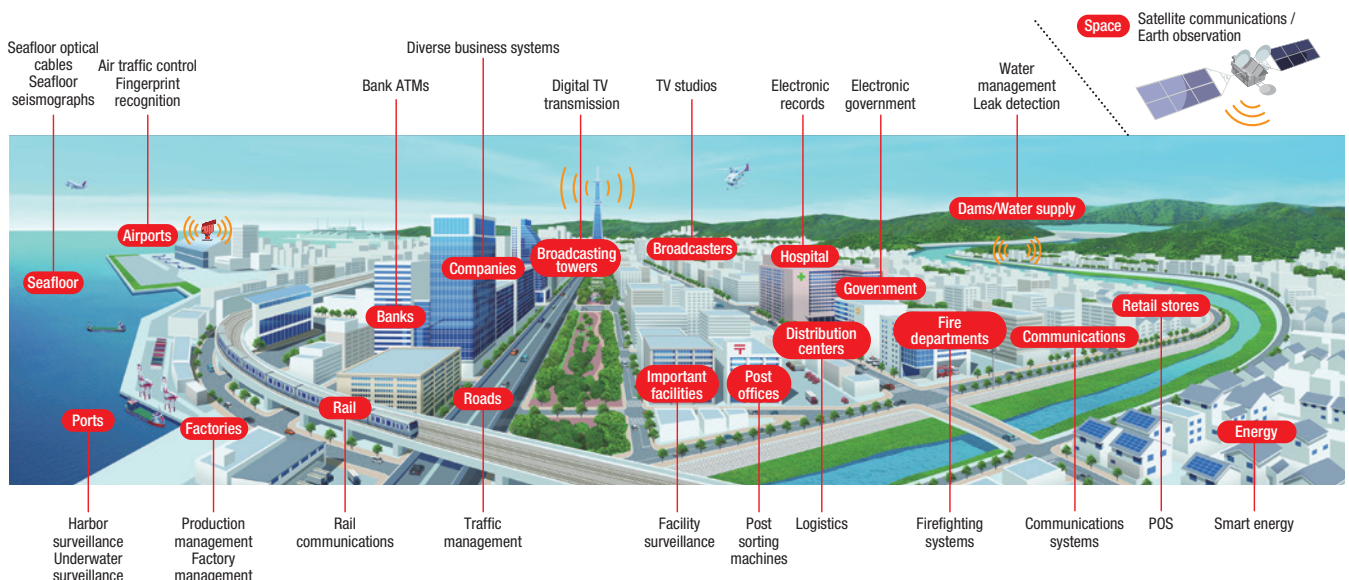 Space
Satellite communications /
Earth observation
Seafloor optical
cables
Seafloor
seismographs
Air traffic control
Fingerprint
recognition
Bank ATMs
Diverse business systems
Digital TV
transmission
TV studios
Electronic
records
Electronic
government
Water
management
Leak detection
Dams/Water supply
Airports
Seafloor
Companies
Broadcasting
towers
Broadcasters
Hospital
Government
Banks
Retail stores
Distribution
centers
Fire
departments
Communications
Important
facilities
Post
offices
Roads
Rail
Ports
Factories
Energy
Harbor
surveillance
Underwater
surveillance
Production
management
Factory
management
Rail
communications
Traffic
management
Facility
surveillance
Post
sorting
machines
Logistics
Firefighting
systems
Communications
systems
POS
Smart energy